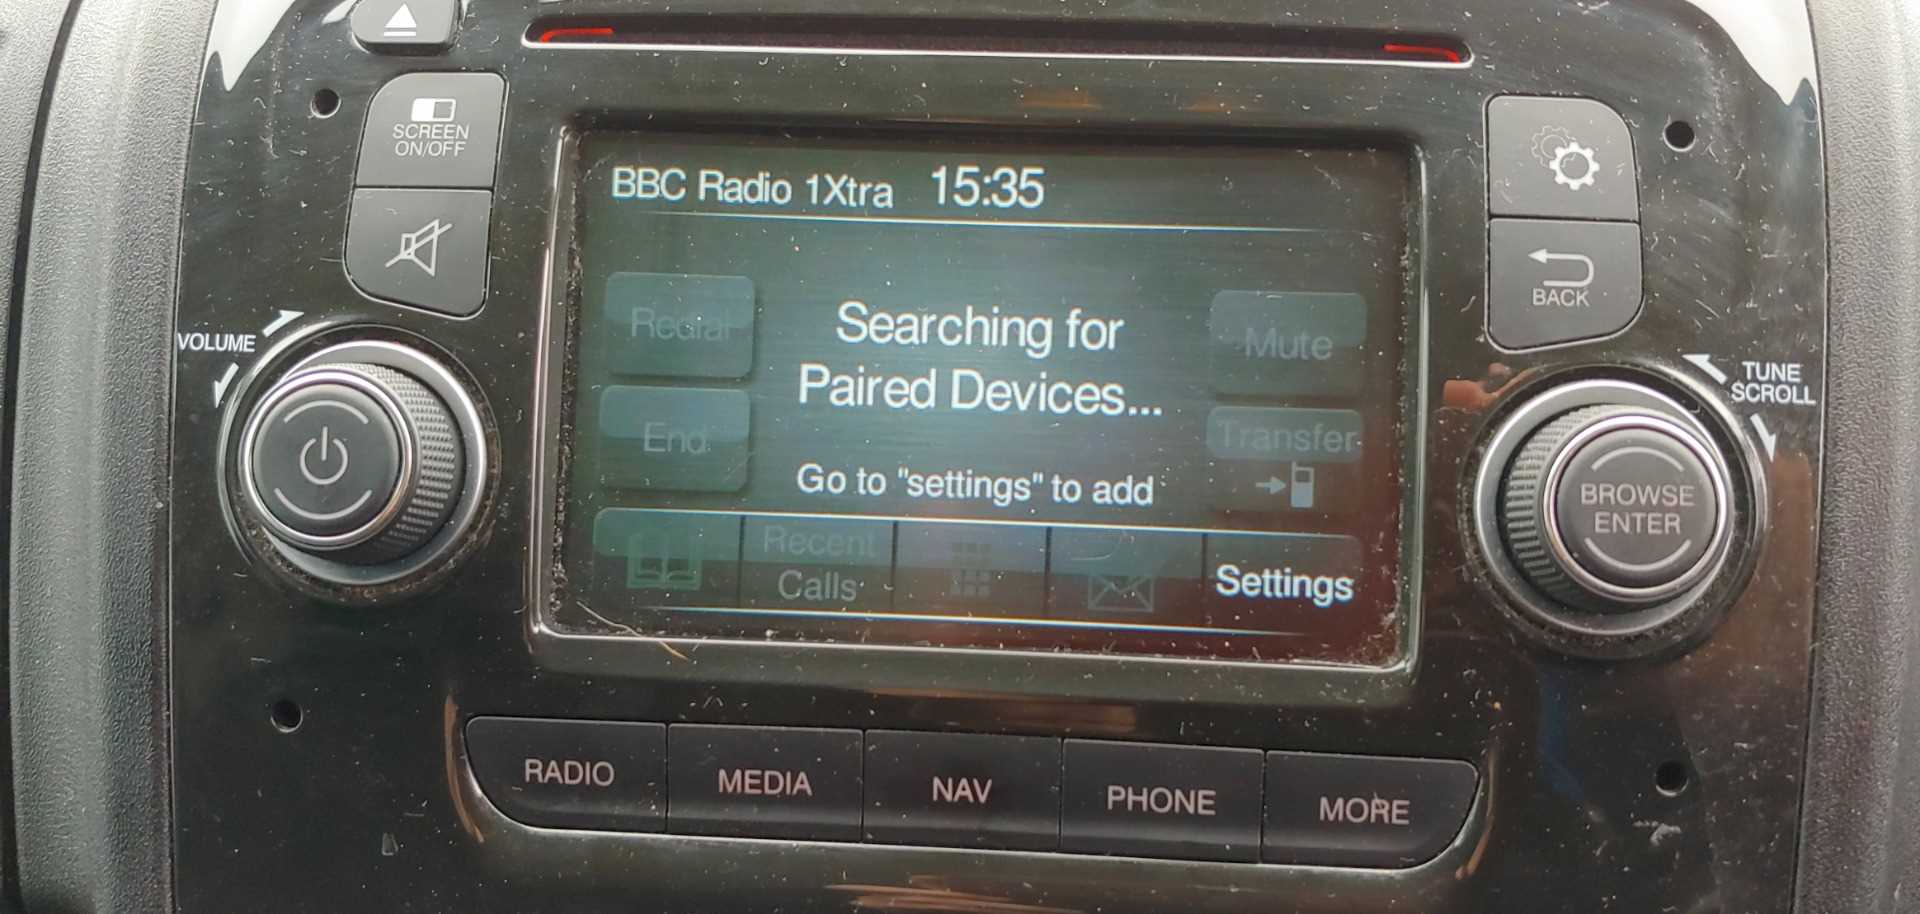 SCREEN
ON/OFF
VOLUME
BBC Radio 1Xtra 15:35
Redial
Searching for
Paired Devices...
Mute
End
Transfer
Go to "settings" to add
Recent
Calls
Settings
BACK
TUNE
SCROLL
BROWSE
ENTER
RADIO
MEDIA
NAV
PHONE
MORE